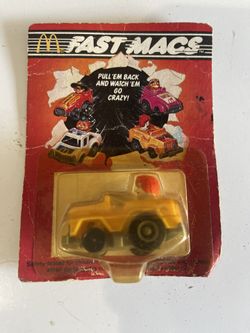 FAST MACS
PULL 'EM BACK
AND WATCH 'EM
GO
CRAZY!